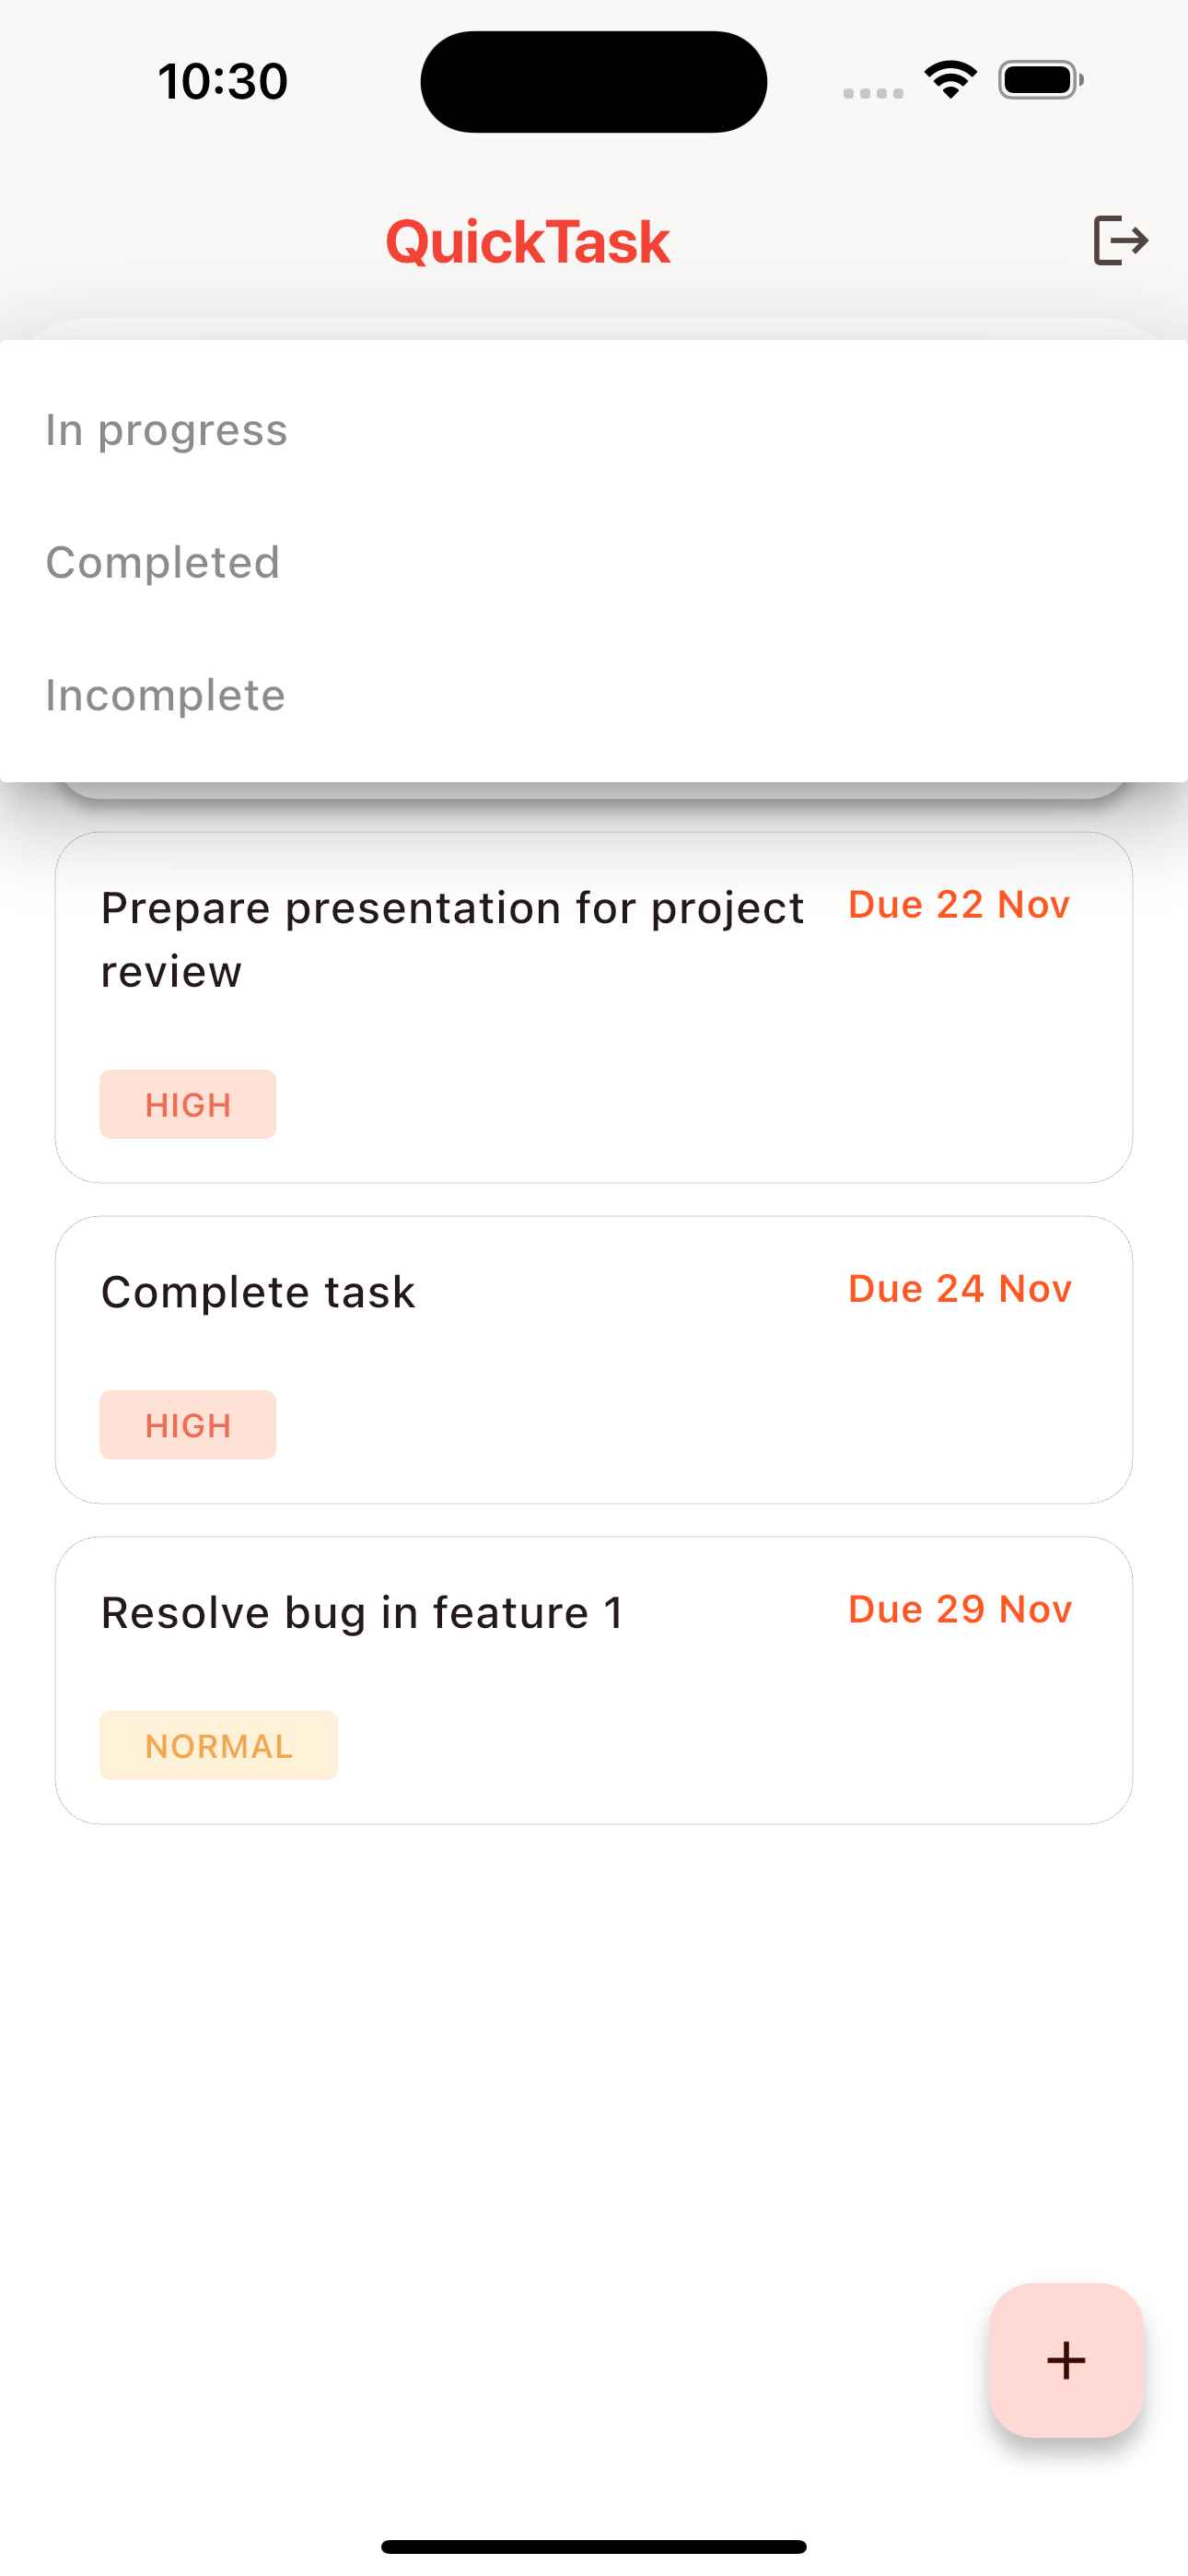 10:30
QuickTask
In progress
Completed
Incomplete
Prepare presentation for project
review
Due 22 Nov
HIGH
Complete task
Due 24 Nov
HIGH
Resolve bug in feature 1
Due 29 Nov
NORMAL